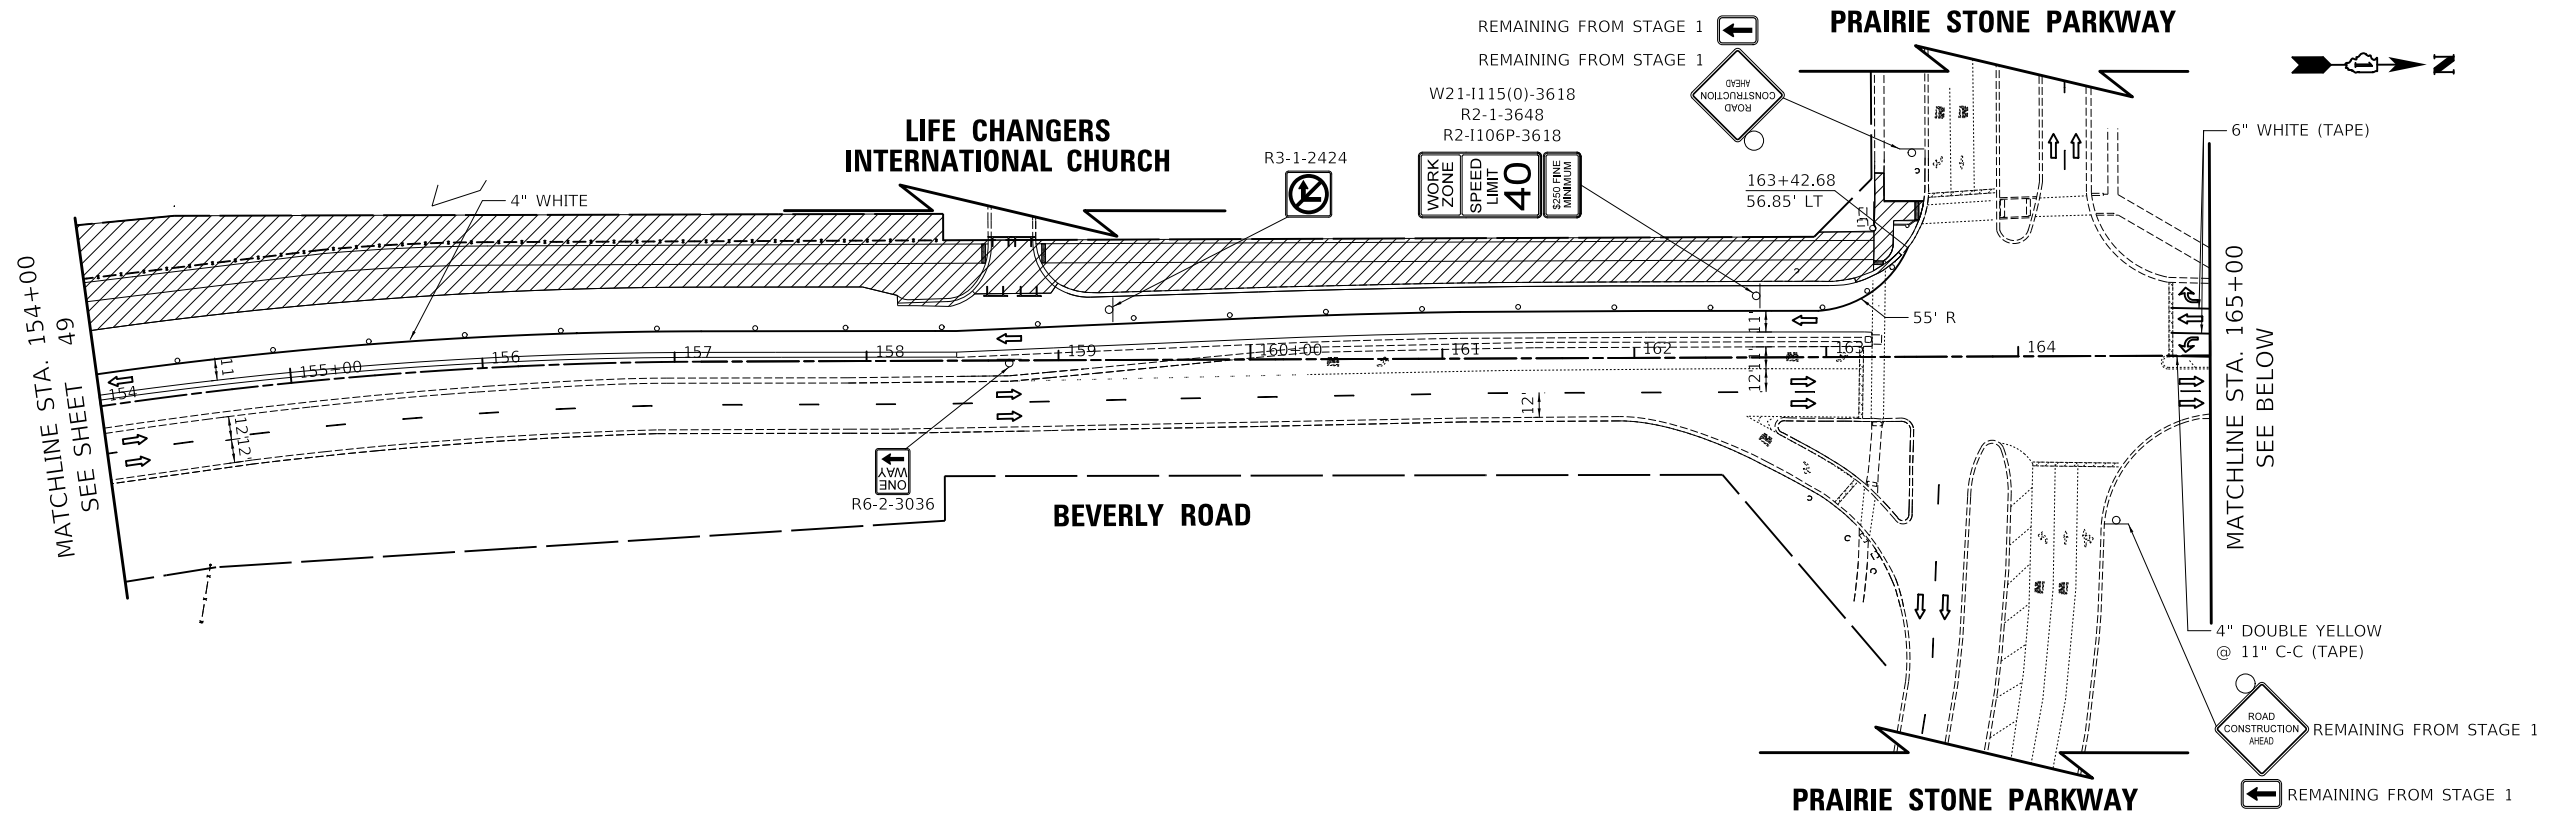 REMAINING FROM STAGE 1
PRAIRIE STONE PARKWAY
REMAINING FROM STAGE 1
ROAD
CONSTRUCTION
AHEAD
N
W21-I115(0)-3618
R2-1-3648
R2-I106P-3618
WORK
ZONE
SPEED
LIMIT
40
$250 FINE
MINIMUM
LIFE CHANGERS
INTERNATIONAL CHURCH
R3-1-2424
6" WHITE (TAPE)
163+42.68
56.85' LT
4" WHITE
12'
MATCHLINE STA. 154+00
SEE SHEET 49
55' R
MATCHLINE STA. 165+00
SEE BELOW
11'
11'
11'
12'
154
155+00
156
157
158
159
160+00
161
162
163
164
12'
12'
12'
ONE
WAY
R6-2-3036
BEVERLY ROAD
4" DOUBLE YELLOW
@ 11" C-C (TAPE)
ROAD
CONSTRUCTION
AHEAD
REMAINING FROM STAGE 1
REMAINING FROM STAGE 1
PRAIRIE STONE PARKWAY